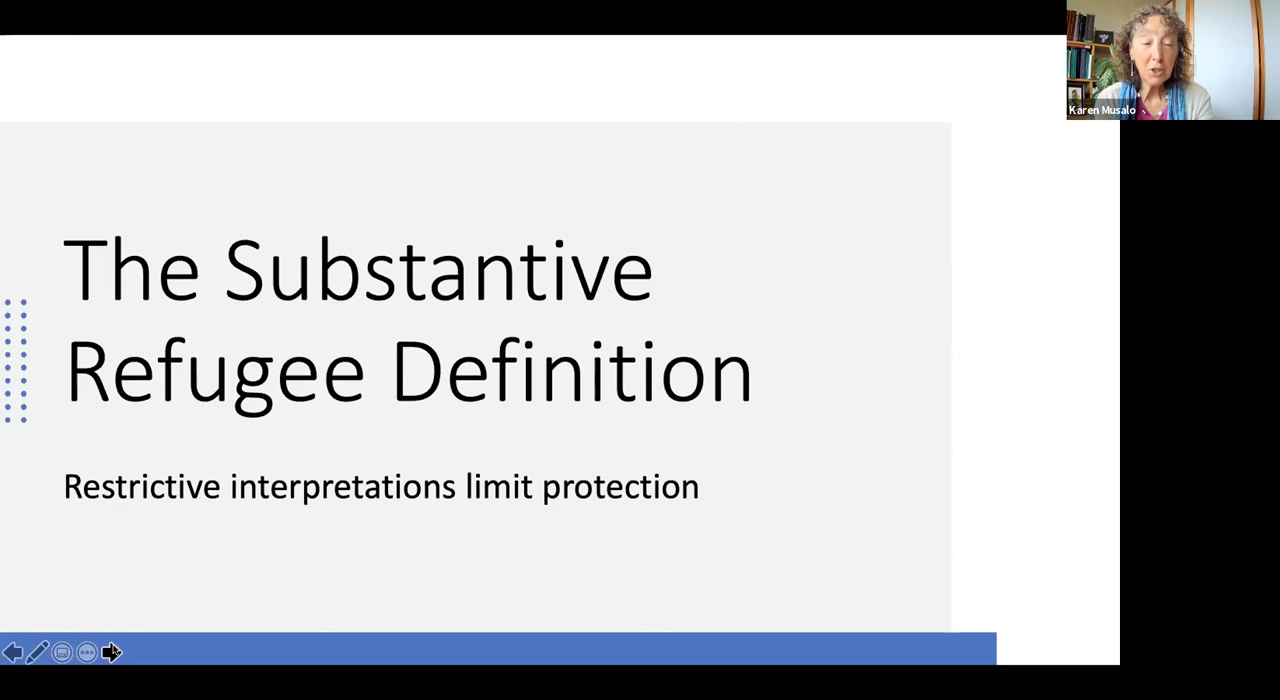 Karen Musalo
The Substantive
Refugee Definition
Restrictive interpretations limit protection